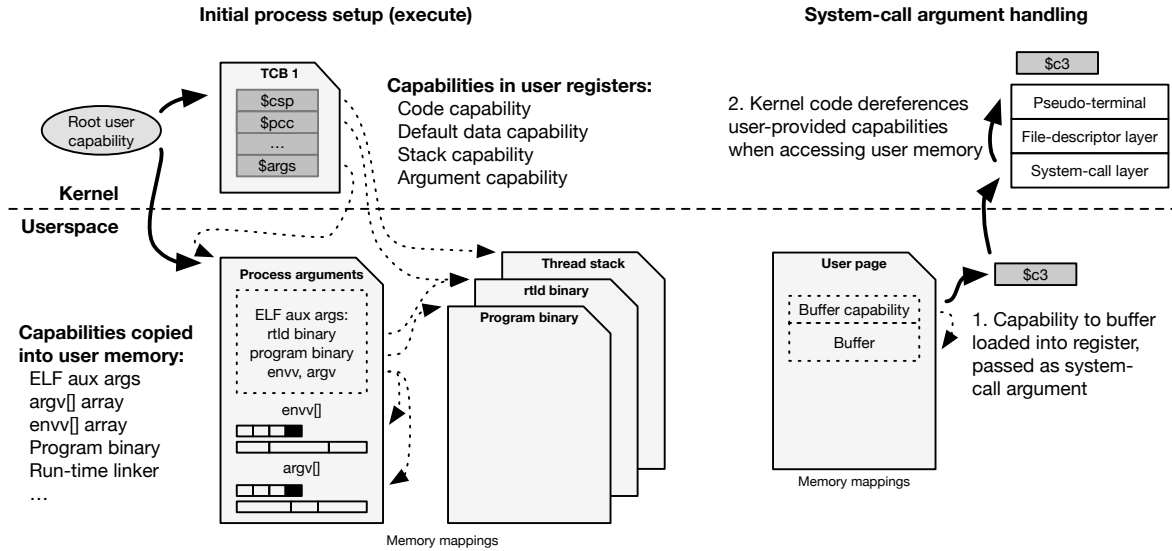 Initial process setup (execute)
System-call argument handling
TCB 1
$csp
$pcc
...
$args
Root user
capability
Capabilities in user registers:
Code capability
Default data capability
Stack capability
Argument capability
$c3
2. Kernel code dereferences
user-provided capabilities
when accessing user memory
Pseudo-terminal
File-descriptor layer
System-call layer
Kernel
Userspace
Process arguments
ELF aux args:
rtld binary
program binary
envv, argv
envv[]
argv[]
Capabilities copied
into user memory:
ELF aux args
argv[] array
envv[] array
Program binary
Run-time linker
...
Thread stack
rtld binary
Program binary
Memory mappings
User page
Buffer capability
Buffer
Memory mappings
$c3
1. Capability to buffer
loaded into register,
passed as system-
call argument